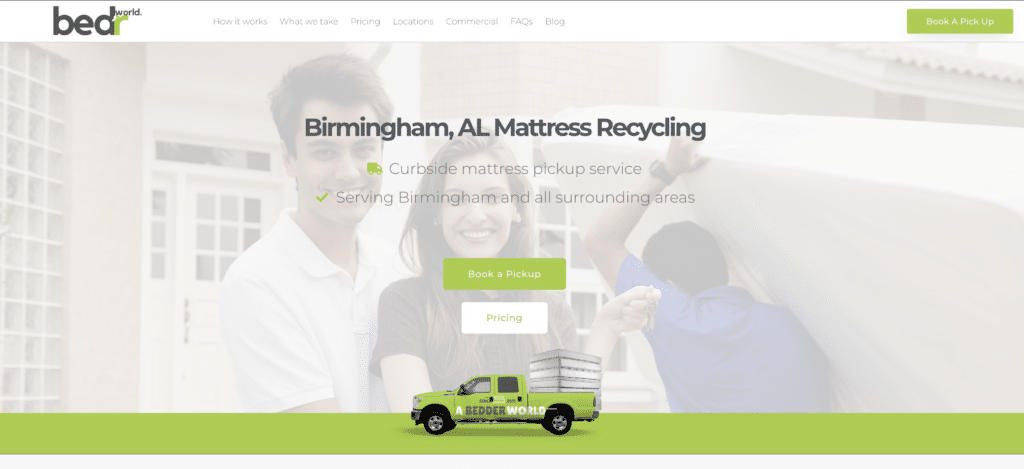 bedr world.
How it works What we take Pricing Locations Commercial FAQs Blog
Book A Pick Up
Birmingham, AL Mattress Recycling
Curbside mattress pickup service
Serving Birmingham and all surrounding areas
Book a Pickup
Pricing
A BEDDER WORLD